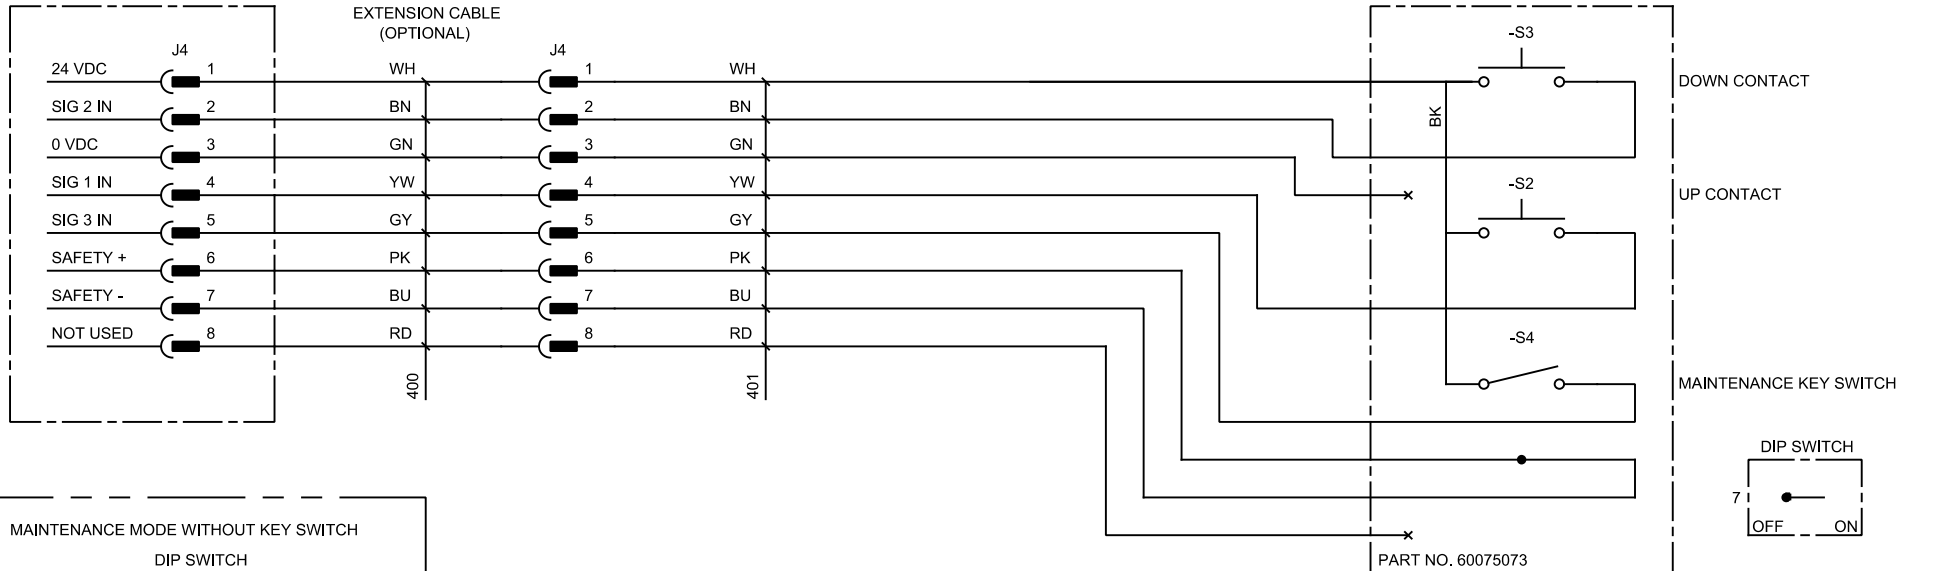 EXTENSION CABLE
(OPTIONAL)
J4
J4
-S3
24 VDC 1 WH 1 WH
DOWN CONTACT
SIG 2 IN 2 BN 2 BN
BK
0 VDC 3 GN 3 GN
SIG 1 IN 4 YW 4 YW
-S2
UP CONTACT
SIG 3 IN 5 GY 5 GY
SAFETY + 6 PK 6 PK
SAFETY - 7 BU 7 BU
NOT USED 8 RD 8 RD
-S4
400
401
MAINTENANCE KEY SWITCH
DIP SWITCH
7
OFF ON
MAINTENANCE MODE WITHOUT KEY SWITCH
DIP SWITCH
PART NO. 60075073